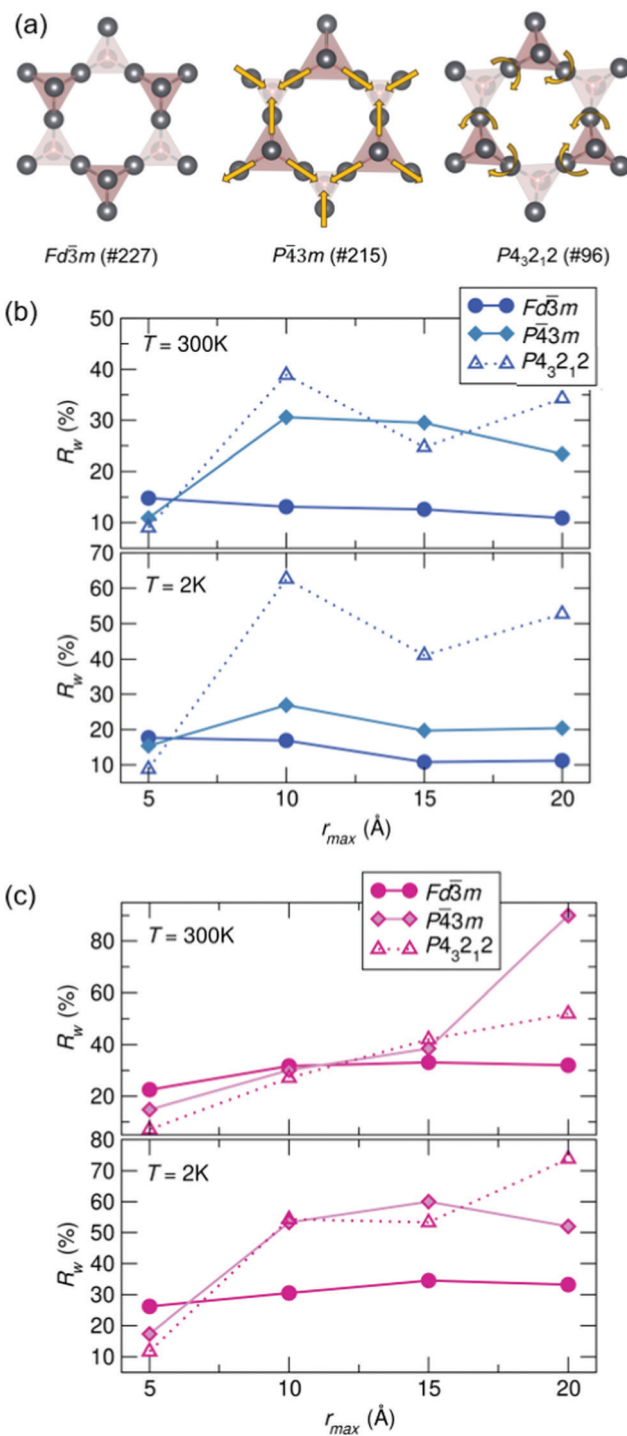 (a)
Fd3̅m (#227) P4̅3m (#215) P4₃2₁2 (#96)
(b)
Fd3̅m
P4̅3m
P4₃2₁2
T = 300K
50
40
30
20
10
R_w (%)
T = 2K
70
60
50
40
30
20
10
R_w (%)
5 10 15 20
r_max (Å)
(c)
Fd3̅m
P4̅3m
P4₃2₁2
T = 300K
80
60
40
20
R_w (%)
T = 2K
80
70
60
50
40
30
20
10
R_w (%)
5 10 15 20
r_max (Å)